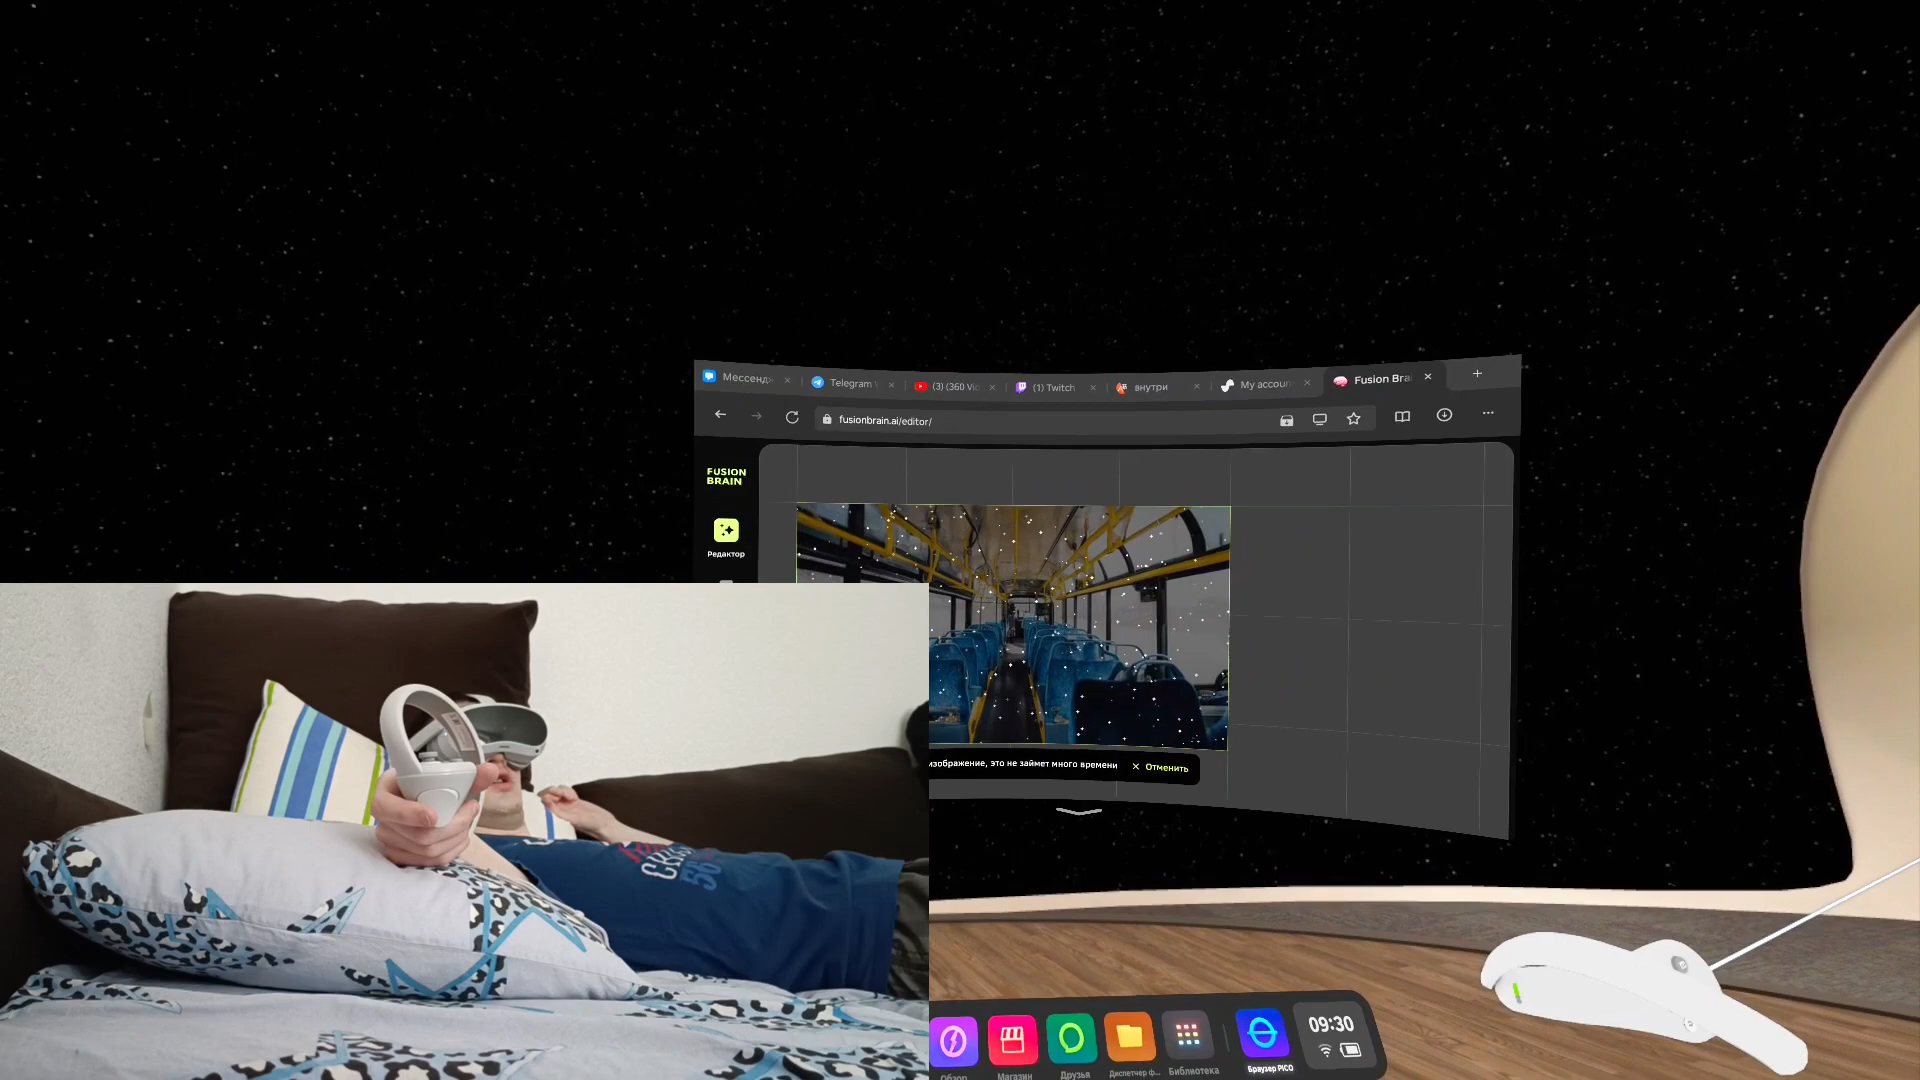 Мессендж
Telegram
(3) (360 Vi
(1) Twitch
внутри
My accoun
Fusion Bra
fusionbrain.ai/editor/
FUSION
BRAIN
Редактор
изображение, это не займет много времени
Отменить
58
Обзор
Магазин
Друзья
Диспетчер ф...
Библиотека
Браузер PICO
09:30